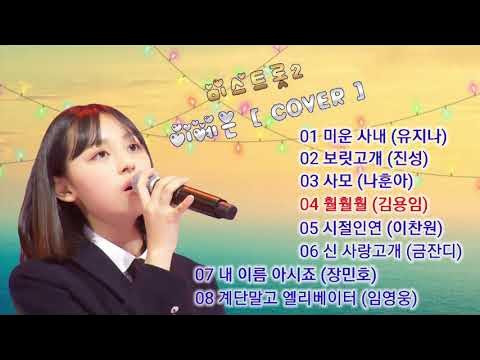 미스트롯2
이예은 [ COVER ]
01 미운 사내 (유지나)
02 보릿고개 (진성)
03 사모 (나훈아)
04 훨훨훨 (김용임)
05 시절인연 (이찬원)
06 신 사랑고개 (금잔디)
07 내 이름 아시죠 (장민호)
08 계단말고 엘리베이터 (임영웅)